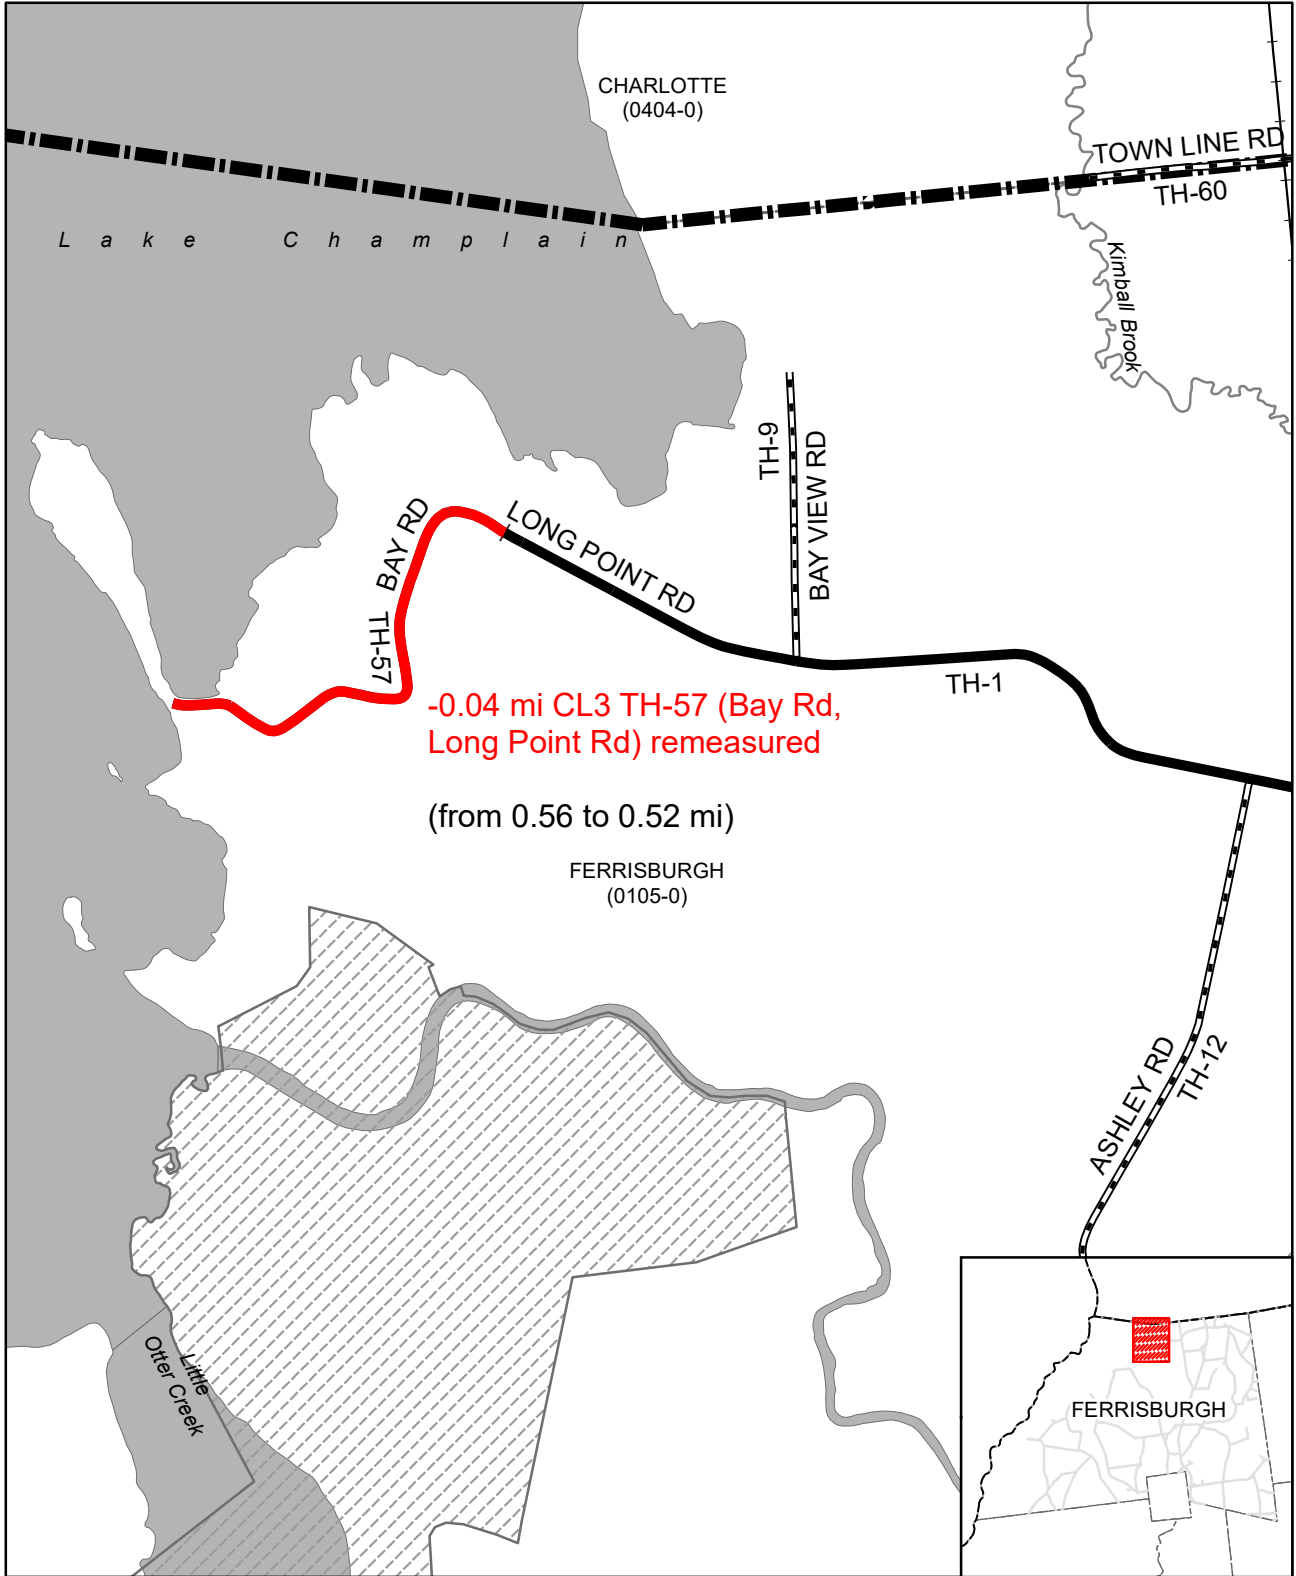 CHARLOTTE
(0404-0)
TOWN LINE RD
TH-60
Lake Champlain
Kimball Brook
TH-9
BAY VIEW RD
LONG POINT RD
BAY RD
TH-57
TH-1
-0.04 mi CL3 TH-57 (Bay Rd,
Long Point Rd) remeasured
(from 0.56 to 0.52 mi)
FERRISBURGH
(0105-0)
ASHLEY RD
TH-12
Little
Otter Creek
FERRISBURGH